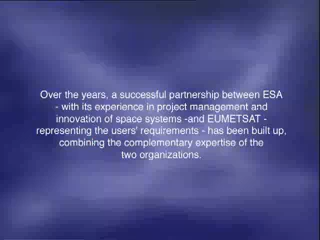 Over the years, a successful partnership between ESA
- with its experience in project management and
innovation of space systems -and EUMETSAT -
representing the users' requirements - has been built up,
combining the complementary expertise of the
two organizations.